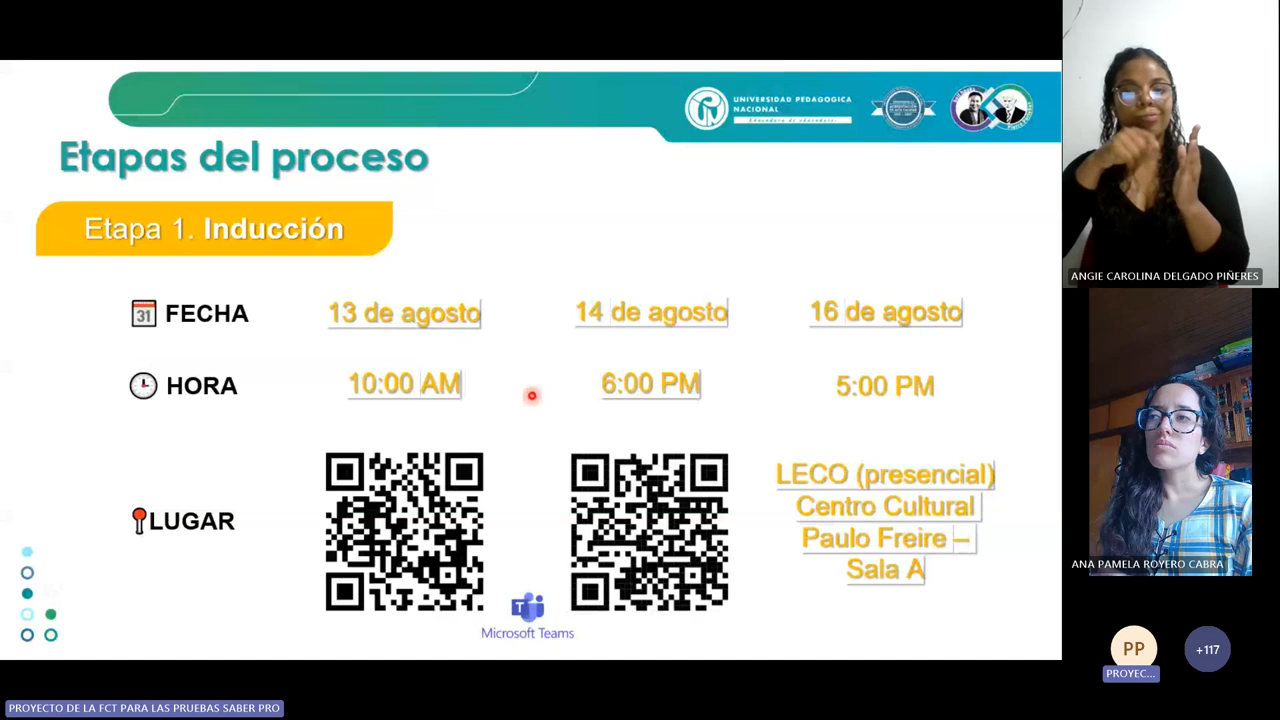 UNIVERSIDAD PEDAGOGICA
NACIONAL
Educadora de educadores
Etapas del proceso
Etapa 1. Inducción
31 FECHA
13 de agosto
14 de agosto
16 de agosto
HORA
10:00 AM
6:00 PM
5:00 PM
LUGAR
LECO (presencial)
Centro Cultural
Paulo Freire –
Sala A
Microsoft Teams
ANGIE CAROLINA DELGADO PIÑERES
ANA PAMELA ROYERO CABRA
PP
PROYEC...
+117
PROYECTO DE LA FCT PARA LAS PRUEBAS SABER PRO